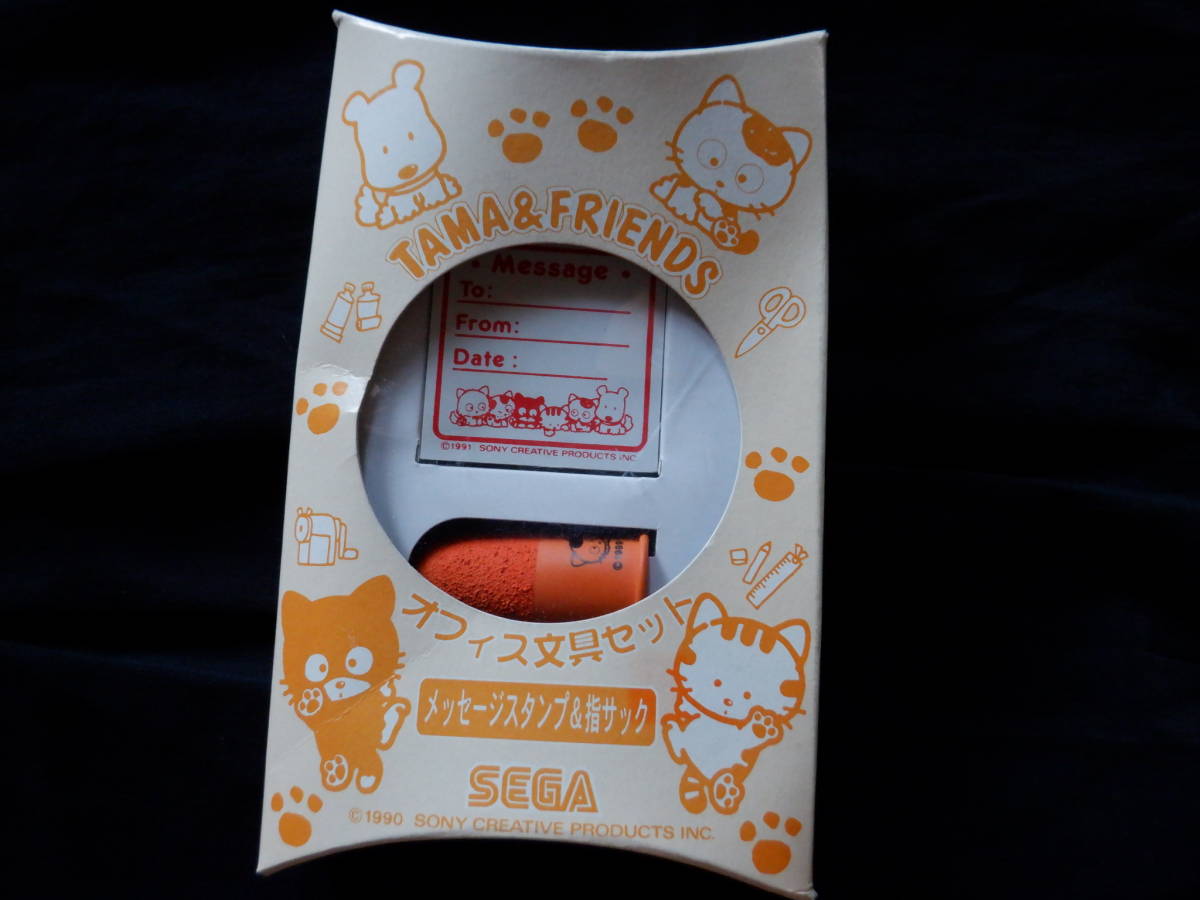 TAMA&FRIENDS
• Message •
To:
From:
Date :
©1991 SONY CREATIVE PRODUCTS INC.
オフィス文具セット
メッセージスタンプ&指サック
SEGA
©1990 SONY CREATIVE PRODUCTS INC.